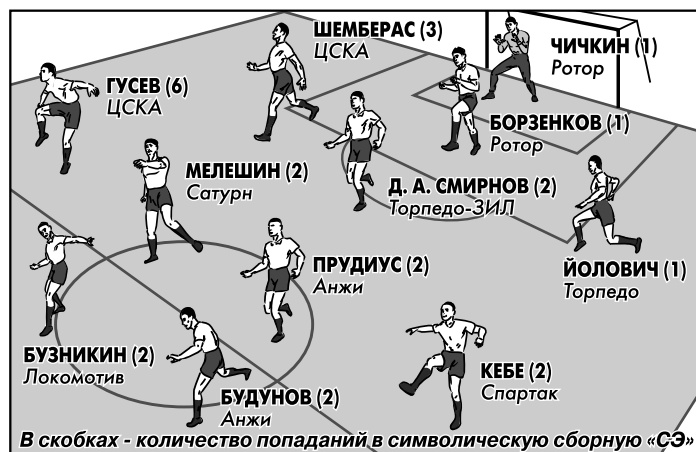 ШЕМБЕРАС (3)
ЦСКА
ЧИЧКИН (1)
Ротор
ГУСЕВ (6)
ЦСКА
БОРЗЕНКОВ (1)
Ротор
МЕЛЕШИН (2)
Сатурн
Д. А. СМИРНОВ (2)
Торпедо-ЗИЛ
ПРУДИУС (2)
Анжи
ЙОЛОВИЧ (1)
Торпедо
БУЗНИКИН (2)
Локомотив
КЕБЕ (2)
Спартак
БУДУНОВ (2)
Анжи
В скобках - количество попаданий в символическую сборную «СЭ»